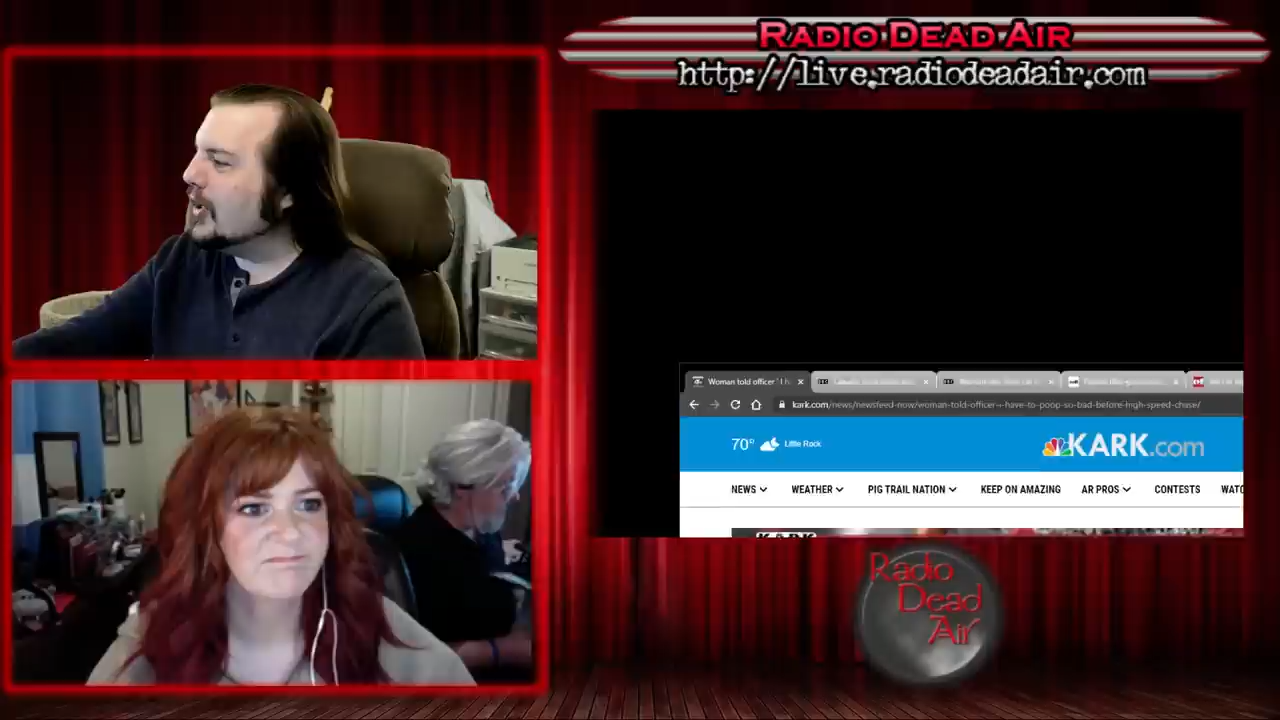 RADIO DEAD AIR
http://live.radiodeadair.com
Woman told officer 'I h
kark.com/news/newsfeed-now/woman-told-officer-i-have-to-poop-so-bad-before-high-speed-chase/
70° Little Rock
KARK.com
NEWS WEATHER PIG TRAIL NATION KEEP ON AMAZING AR PROS CONTESTS WATC
KARK
Radio
Dead
Air